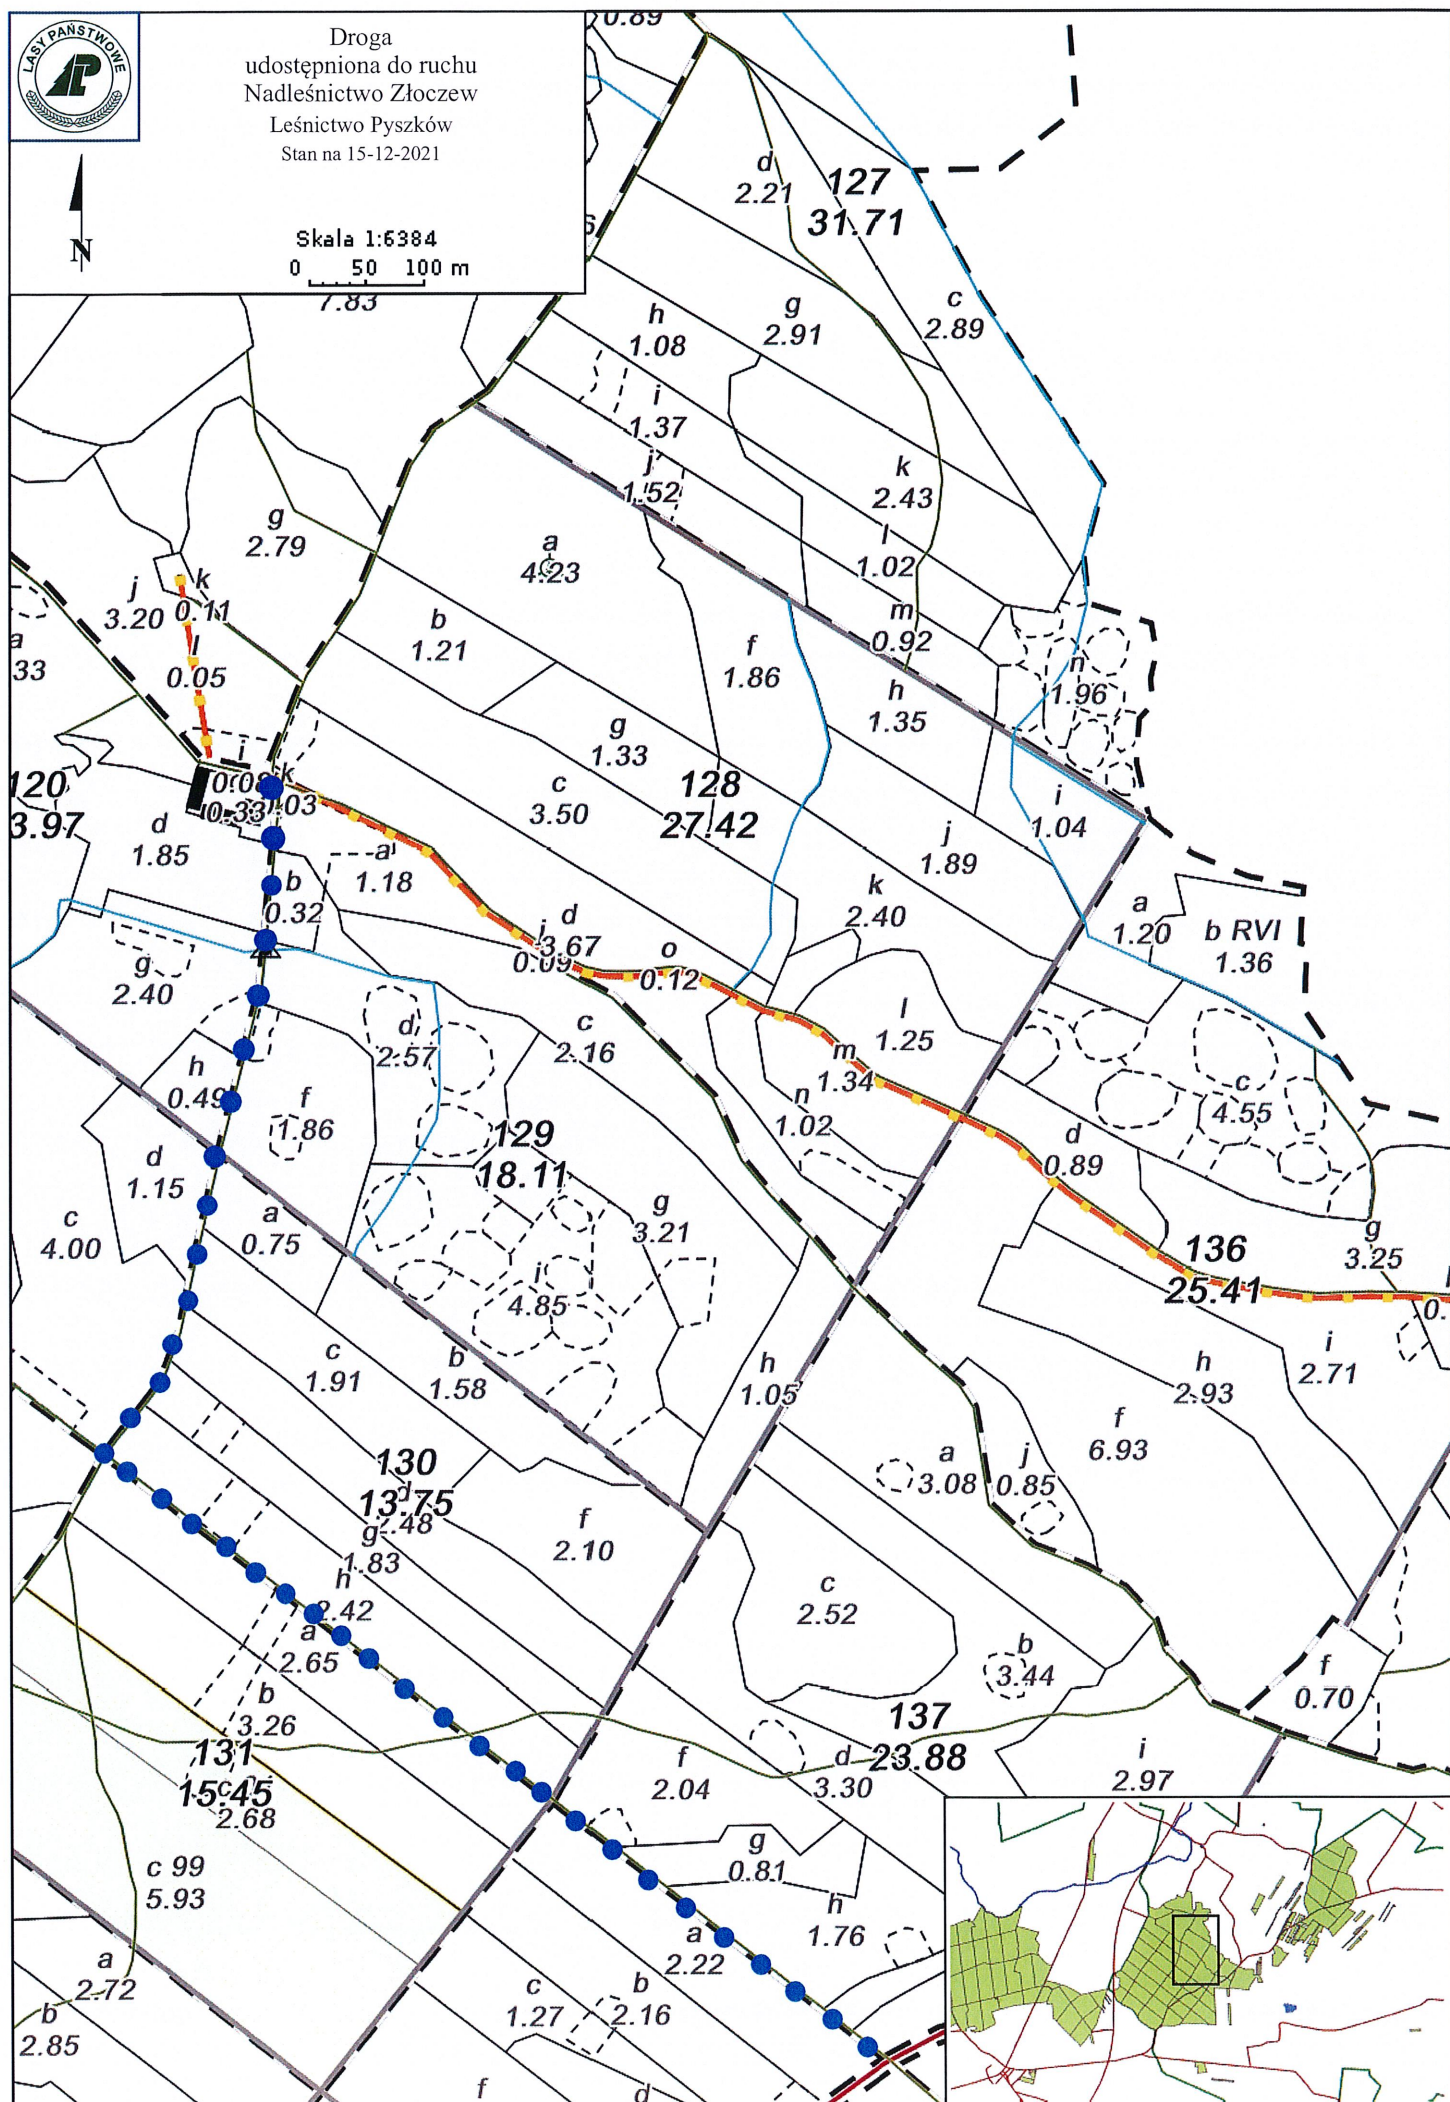 LASY PAŃSTWOWE
Droga
udostępniona do ruchu
Nadleśnictwo Złoczew
Leśnictwo Pyszków
Stan na 15-12-2021
N
Skala 1:6384
0 50 100 m
0.89
7.83
d
2.21
127
31.71
c
2.89
g
2.91
h
1.08
i
1.37
j
1.52
k
2.43
l
1.02
m
0.92
n
1.96
g
2.79
a
4.23
j
3.20
k
0.11
l
0.05
a
33
b
1.21
f
1.86
h
1.35
g
1.33
c
3.50
128
27.42
i
1.04
j
1.89
120
3.97
i
k
0.33
d
1.85
a
1.18
b
0.32
k
2.40
a
1.20
b RVI
1.36
d
3.67
j
0.09
o
0.12
g
2.40
d
2.57
c
2.16
l
1.25
m
1.34
n
1.02
c
4.55
h
0.49
f
1.86
129
18.11
d
0.89
d
1.15
a
0.75
c
4.00
g
3.21
136
25.41
g
3.25
0.
i
4.85
c
1.91
b
1.58
h
1.05
h
2.93
i
2.71
f
6.93
130
13.75
d
2.48
g
1.83
a
3.08
j
0.85
f
2.10
h
2.42
c
2.52
a
2.65
b
3.44
f
0.70
b
3.26
137
23.88
131
15.45
2.68
f
2.04
d
3.30
i
2.97
g
0.81
c 99
5.93
h
1.76
a
2.22
a
2.72
c
1.27
b
2.16
b
2.85
f
d